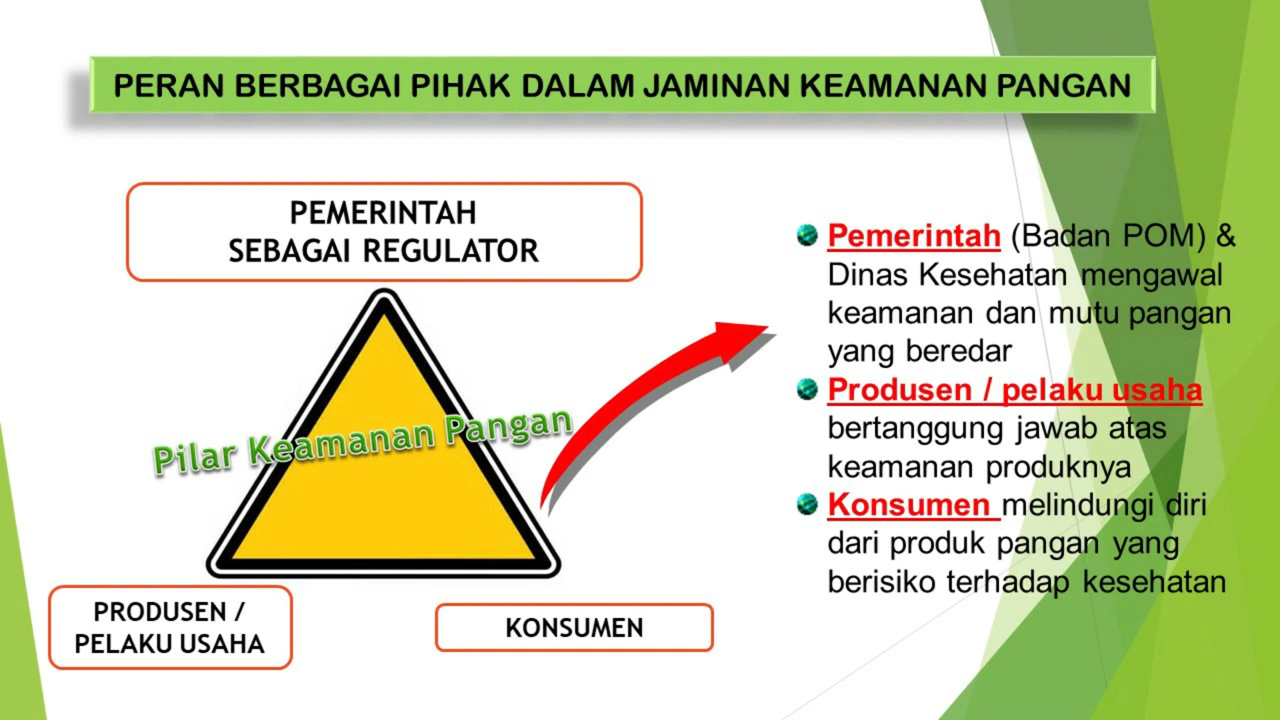 PERAN BERBAGAI PIHAK DALAM JAMINAN KEAMANAN PANGAN
PEMERINTAH
SEBAGAI REGULATOR
Pilar Keamanan Pangan
PRODUSEN /
PELAKU USAHA
KONSUMEN
Pemerintah (Badan POM) &
Dinas Kesehatan mengawal
keamanan dan mutu pangan
yang beredar
Produsen / pelaku usaha
bertanggung jawab atas
keamanan produknya
Konsumen melindungi diri
dari produk pangan yang
berisiko terhadap kesehatan